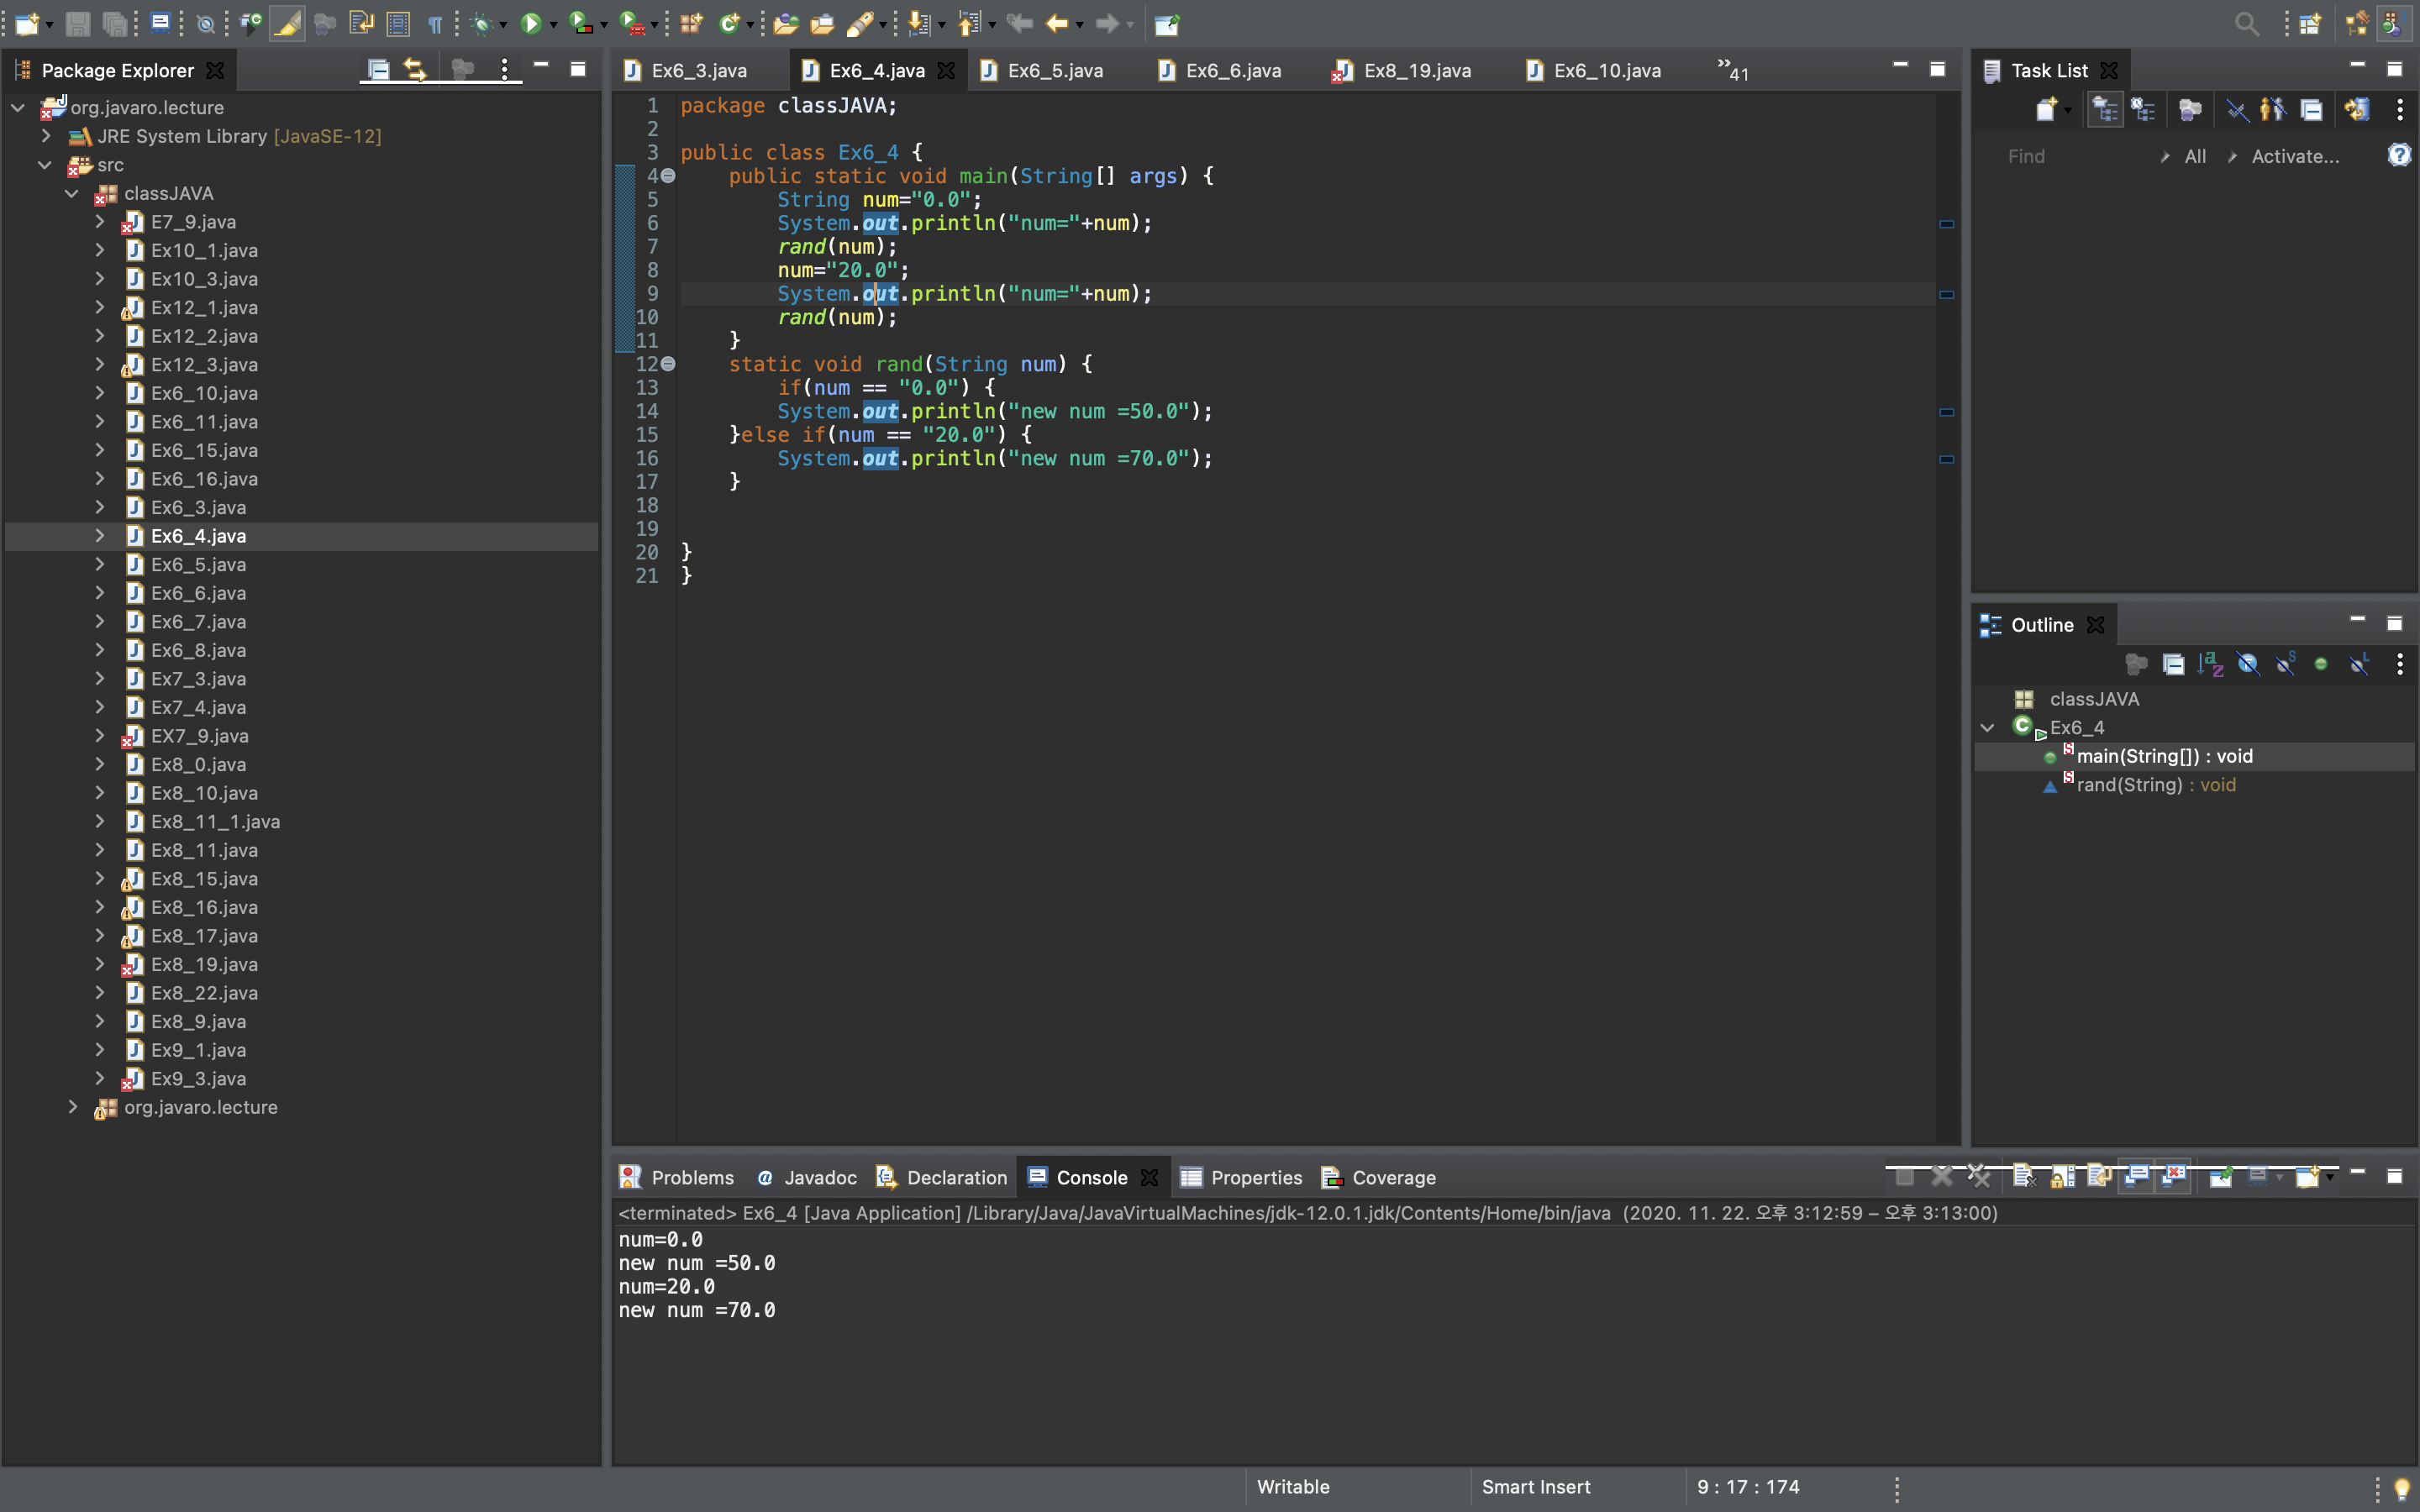 Package Explorer
org.javaro.lecture
JRE System Library [JavaSE-12]
src
classJAVA
E7_9.java
Ex10_1.java
Ex10_3.java
Ex12_1.java
Ex12_2.java
Ex12_3.java
Ex6_10.java
Ex6_11.java
Ex6_15.java
Ex6_16.java
Ex6_3.java
Ex6_4.java
Ex6_5.java
Ex6_6.java
Ex6_7.java
Ex6_8.java
Ex7_3.java
Ex7_4.java
EX7_9.java
Ex8_0.java
Ex8_10.java
Ex8_11_1.java
Ex8_11.java
Ex8_15.java
Ex8_16.java
Ex8_17.java
Ex8_19.java
Ex8_22.java
Ex8_9.java
Ex9_1.java
Ex9_3.java
org.javaro.lecture
Ex6_3.java Ex6_4.java Ex6_5.java Ex6_6.java Ex8_19.java Ex6_10.java »41
1 package classJAVA;
2
3 public class Ex6_4 {
4 public static void main(String[] args) {
5 String num="0.0";
6 System.out.println("num="+num);
7 rand(num);
8 num="20.0";
9 System.out.println("num="+num);
10 rand(num);
11 }
12 static void rand(String num) {
13 if(num == "0.0") {
14 System.out.println("new num =50.0");
15 }else if(num == "20.0") {
16 System.out.println("new num =70.0");
17 }
18
19
20 }
21 }
Task List
Find All Activate...
Outline
classJAVA
Ex6_4
main(String[]) : void
rand(String) : void
Problems @ Javadoc Declaration Console Properties Coverage
<terminated> Ex6_4 [Java Application] /Library/Java/JavaVirtualMachines/jdk-12.0.1.jdk/Contents/Home/bin/java (2020. 11. 22. 오후 3:12:59 – 오후 3:13:00)
num=0.0
new num =50.0
num=20.0
new num =70.0
Writable Smart Insert 9 : 17 : 174